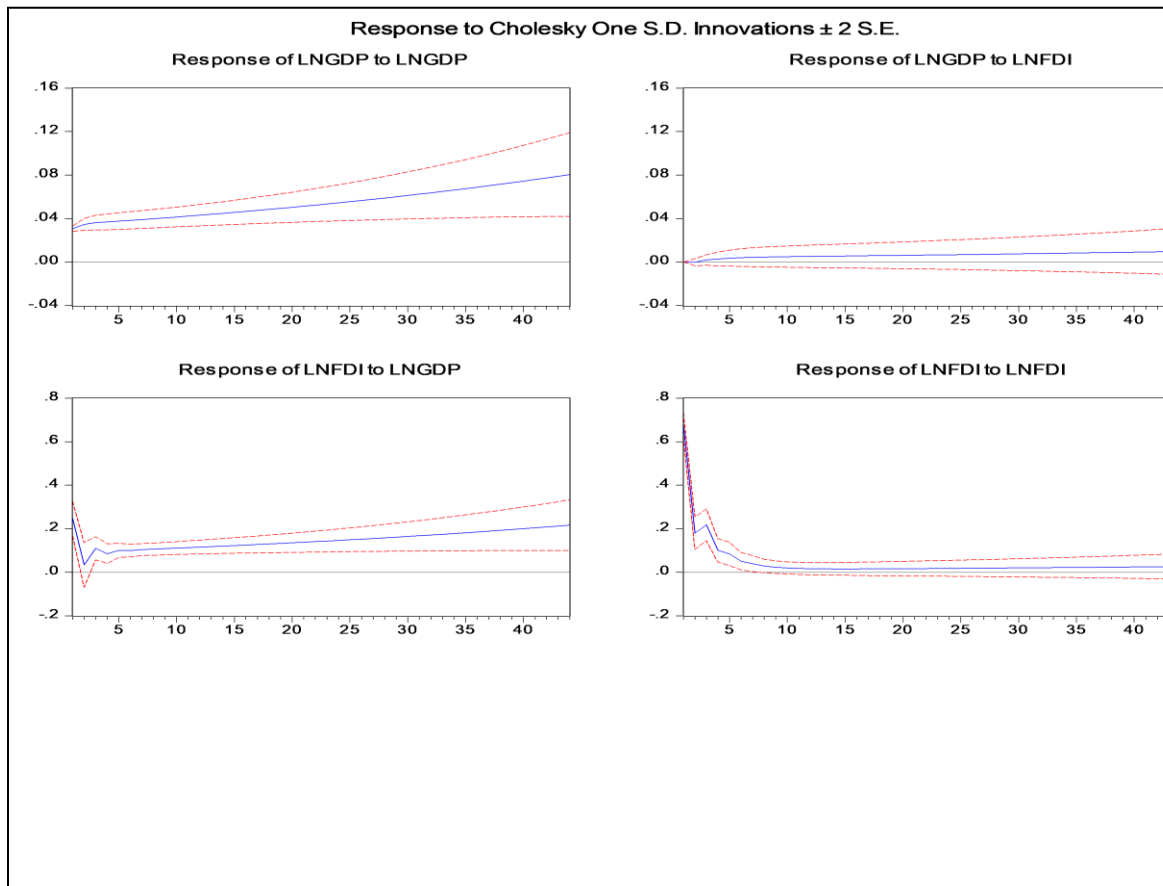 Response to Cholesky One S.D. Innovations ± 2 S.E.
Response of LNGDP to LNGDP
.16
.12
.08
.04
.00
-.04
5 10 15 20 25 30 35 40
Response of LNGDP to LNFDI
.16
.12
.08
.04
.00
-.04
5 10 15 20 25 30 35 40
Response of LNFDI to LNGDP
.8
.6
.4
.2
.0
-.2
5 10 15 20 25 30 35 40
Response of LNFDI to LNFDI
.8
.6
.4
.2
.0
-.2
5 10 15 20 25 30 35 40